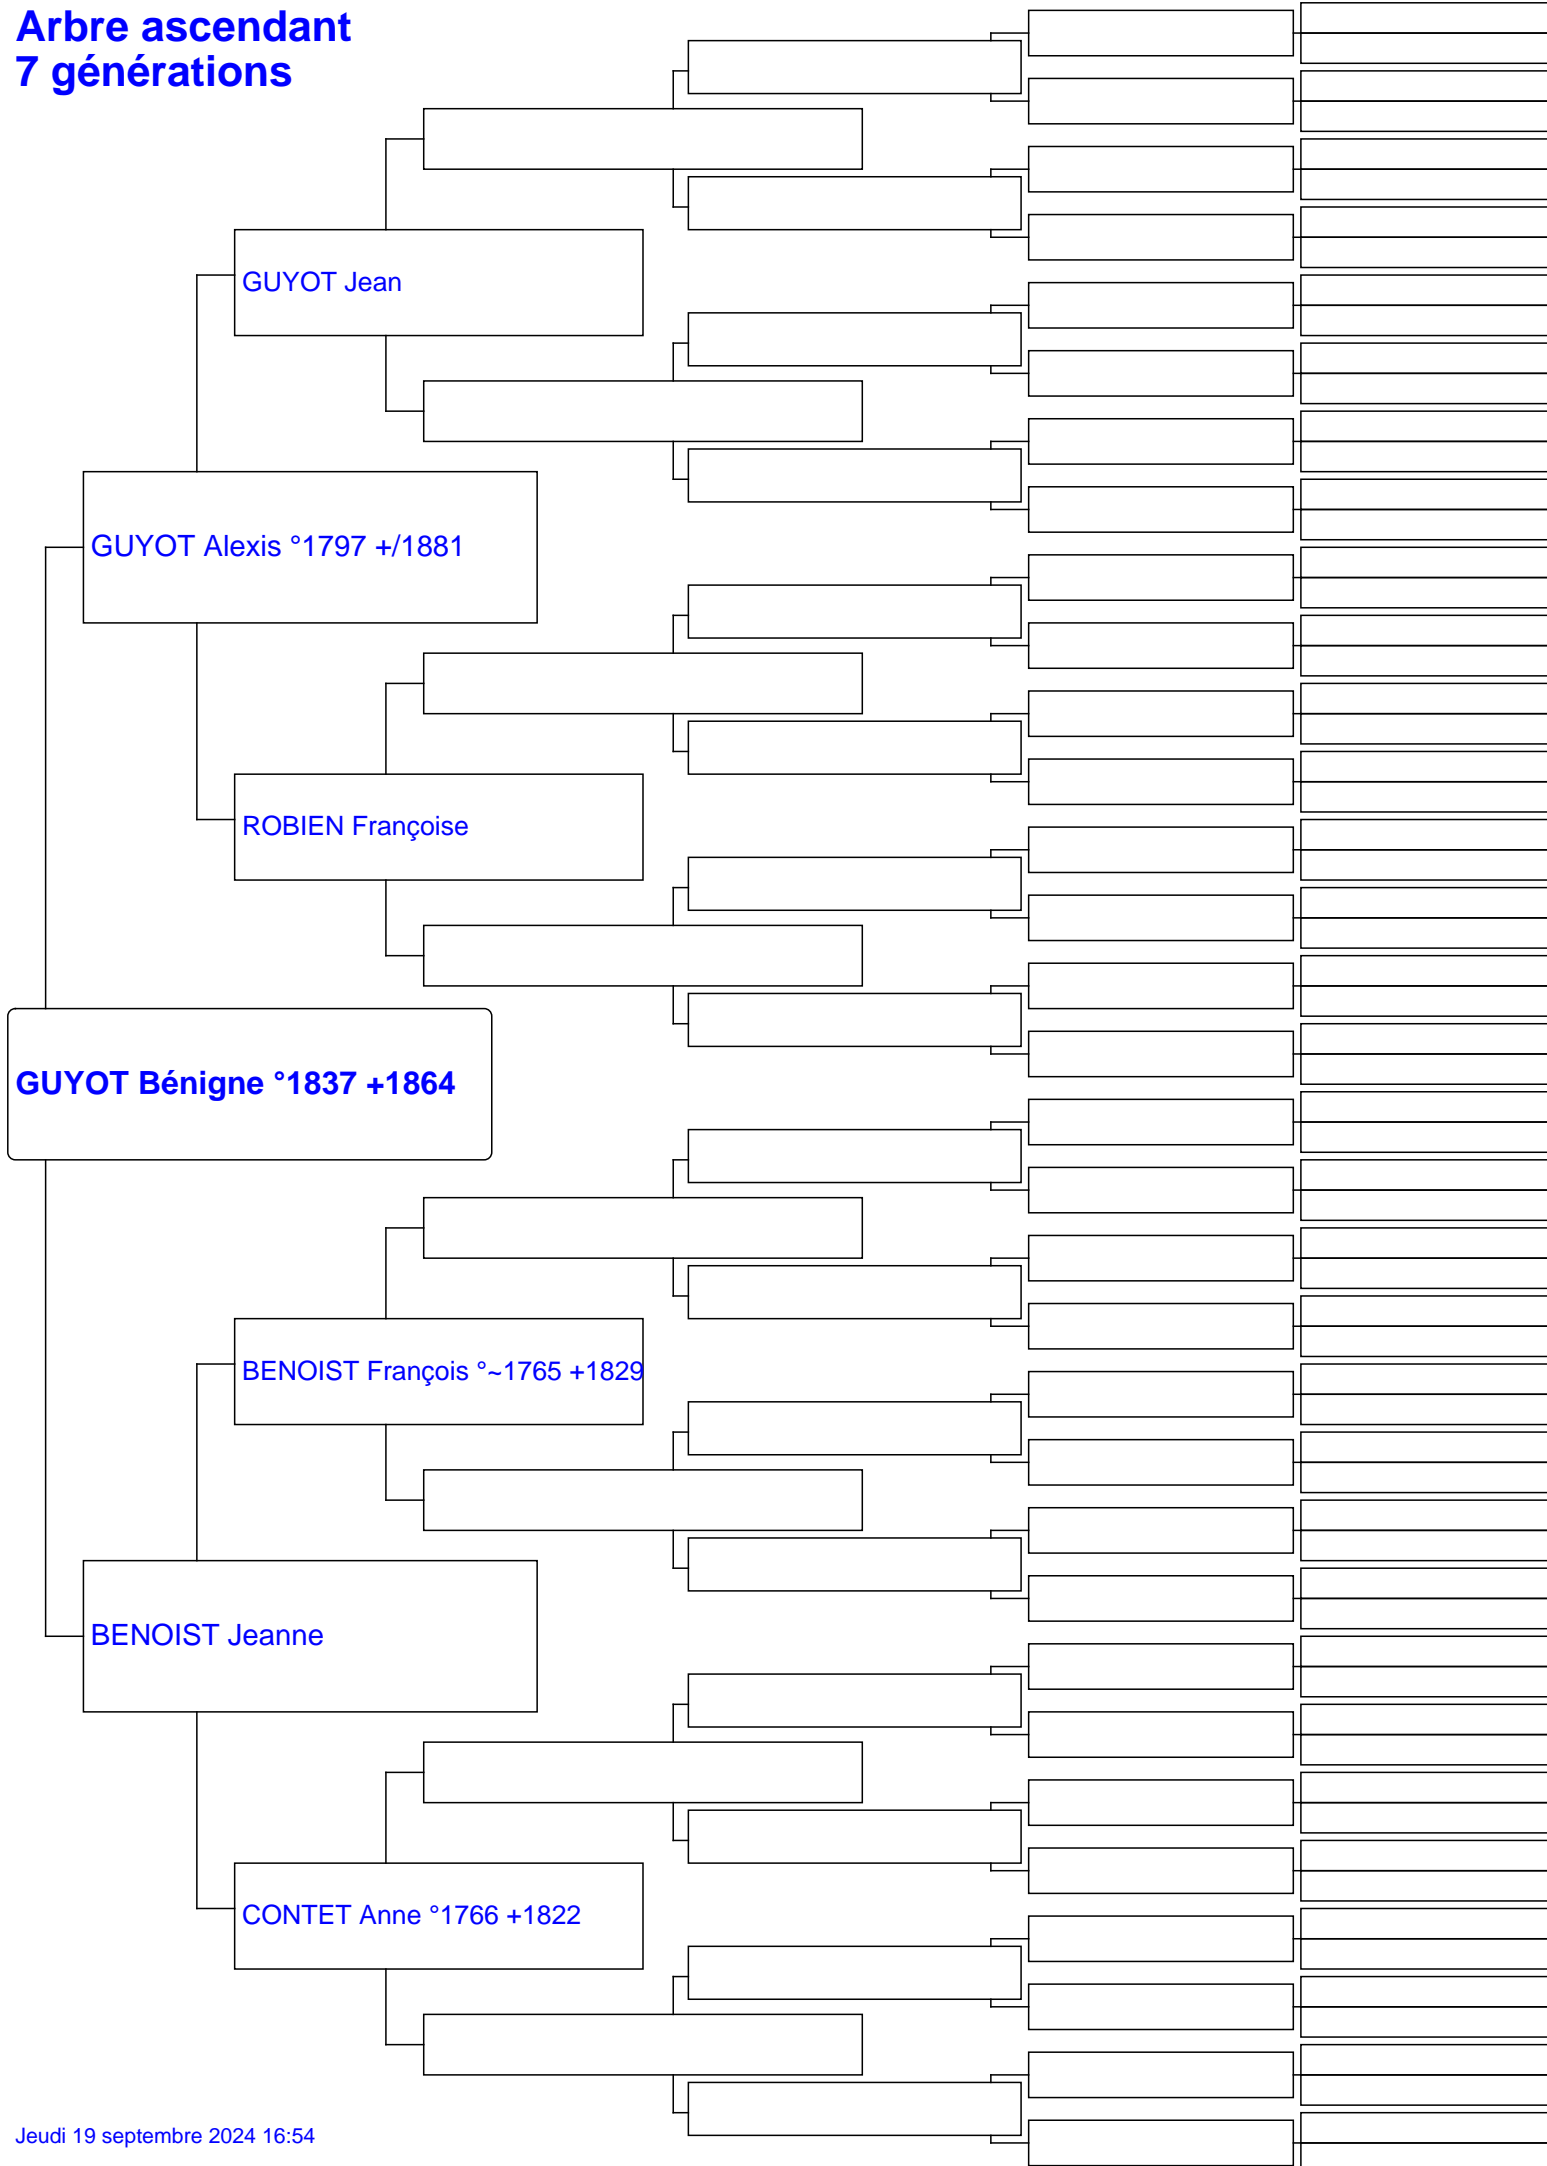 Arbre ascendant
7 générations
GUYOT Jean
GUYOT Alexis °1797 +/1881
ROBIEN Françoise
GUYOT Bénigne °1837 +1864
BENOIST François °~1765 +1829
BENOIST Jeanne
CONTET Anne °1766 +1822
Jeudi 19 septembre 2024 16:54